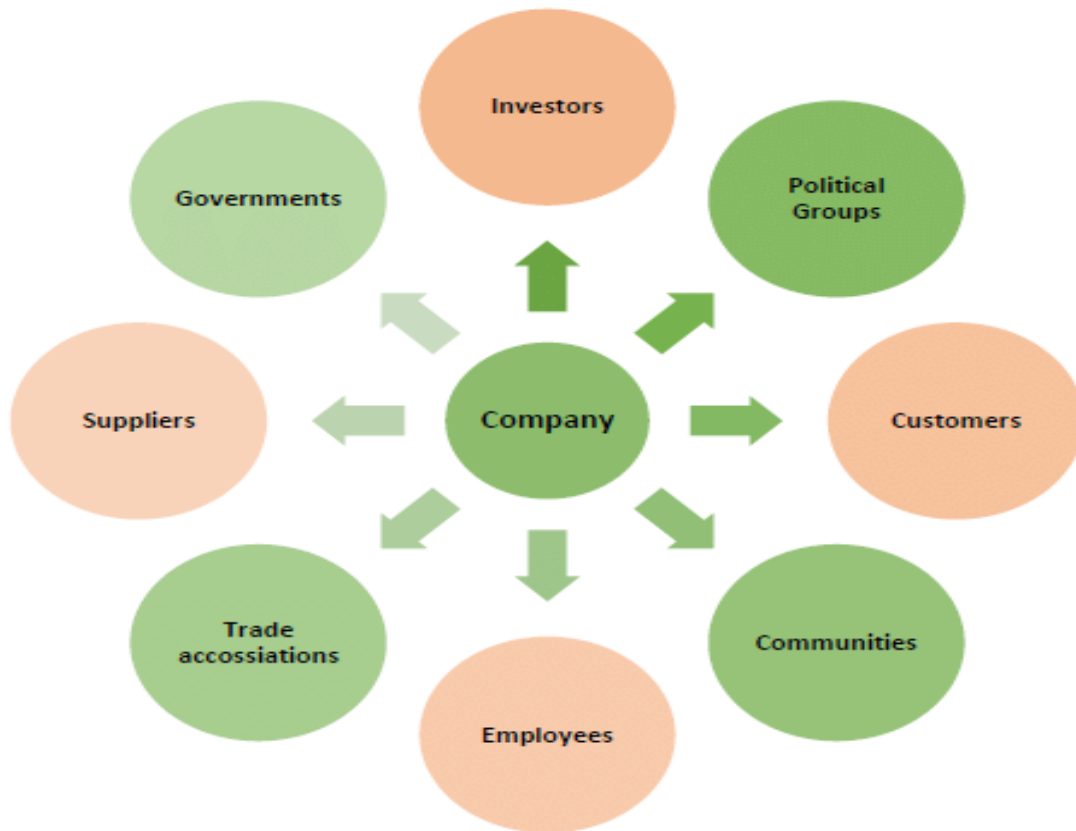 Investors
Governments
Political
Groups
Suppliers
Company
Customers
Trade
accossiations
Communities
Employees